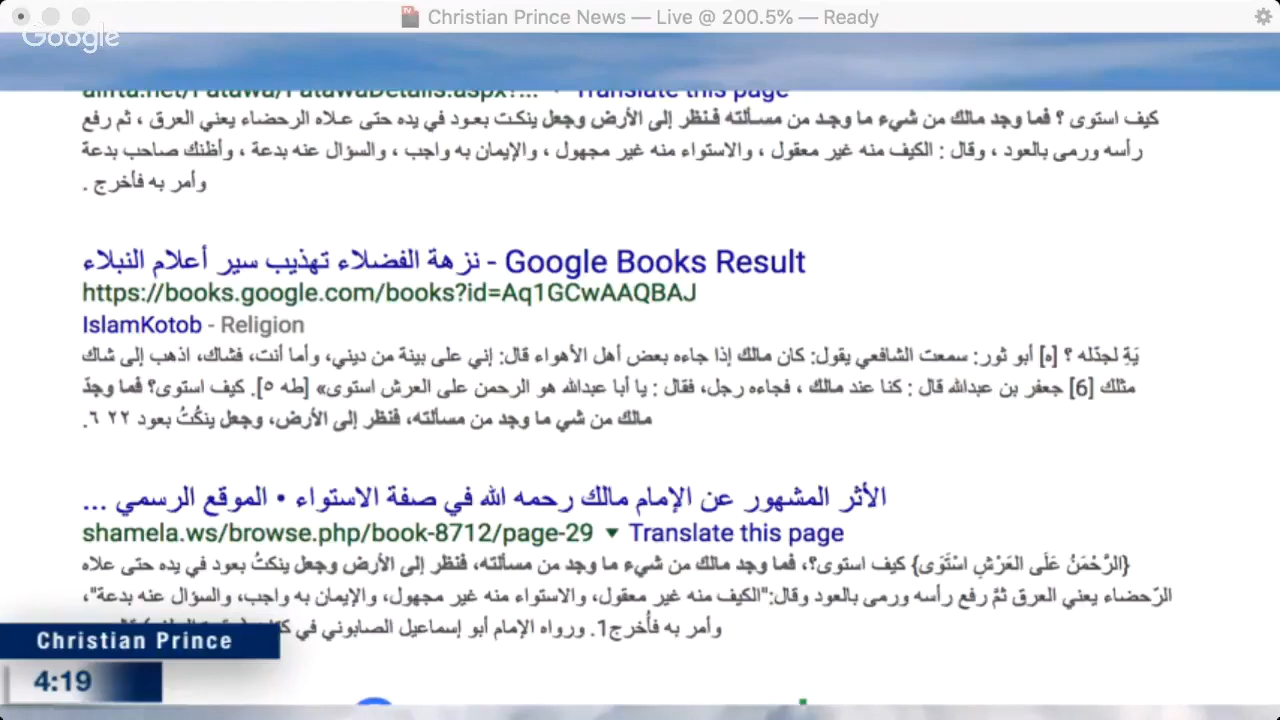 Christian Prince News — Live @ 200.5% — Ready
Google
alifta.net/Fatawa/FatawaDetails.aspx?... Translate this page
كيف استوى ؟ فما وجد مالك من شيء ما وجد من مسألته فنظر إلى الأرض وجعل ينكت بعود في يده حتى علاه الرحضاء يعني العرق ، ثم رفع
رأسه ورمى بالعود ، وقال : الكيف منه غير معقول ، والاستواء منه غير مجهول ، والإيمان به واجب ، والسؤال عنه بدعة ، وأظنك صاحب بدعة
وأمر به فأخرج .
نزهة الفضلاء تهذيب سير أعلام النبلاء - Google Books Result
https://books.google.com/books?id=Aq1GCwAAQBAJ
IslamKotob - Religion
يَةِ لجدّله ؟ [٥] أبو ثور: سمعت الشافعي يقول: كان مالك إذا جاءه بعض أهل الأهواء قال: إني على بينة من ديني، وأما أنت، فشاك، اذهب إلى شاك
مثلك [6] جعفر بن عبدالله قال : كنا عند مالك ، فجاءه رجل، فقال : يا أبا عبدالله هو الرحمن على العرش استوى» [طه ٥]. كيف استوى؟ فما وجدّ
مالك من شي ما وجد من مسألته، فنظر إلى الأرض، وجعل ينكُتُ بعود ٢٢ ٦.
الأثر المشهور عن الإمام مالك رحمه الله في صفة الاستواء • الموقع الرسمي ...
shamela.ws/browse.php/book-8712/page-29 ▼ Translate this page
{الرَّحْمَنُ عَلَى العَرْشِ اسْتَوَى} كيف استوى؟، فما وجد مالك من شيء ما وجد من مسألته، فنظر إلى الأرض وجعل ينكتُ بعود في يده حتى علاه
الرّحضاء يعني العرق ثمّ رفع رأسه ورمى بالعود وقال:"الكيف منه غير معقول، والاستواء منه غير مجهول، والإيمان به واجب، والسؤال عنه بدعة"،
وأمر به فأُخرج1. ورواه الإمام أبو إسماعيل الصابوني في
Christian Prince
4:19